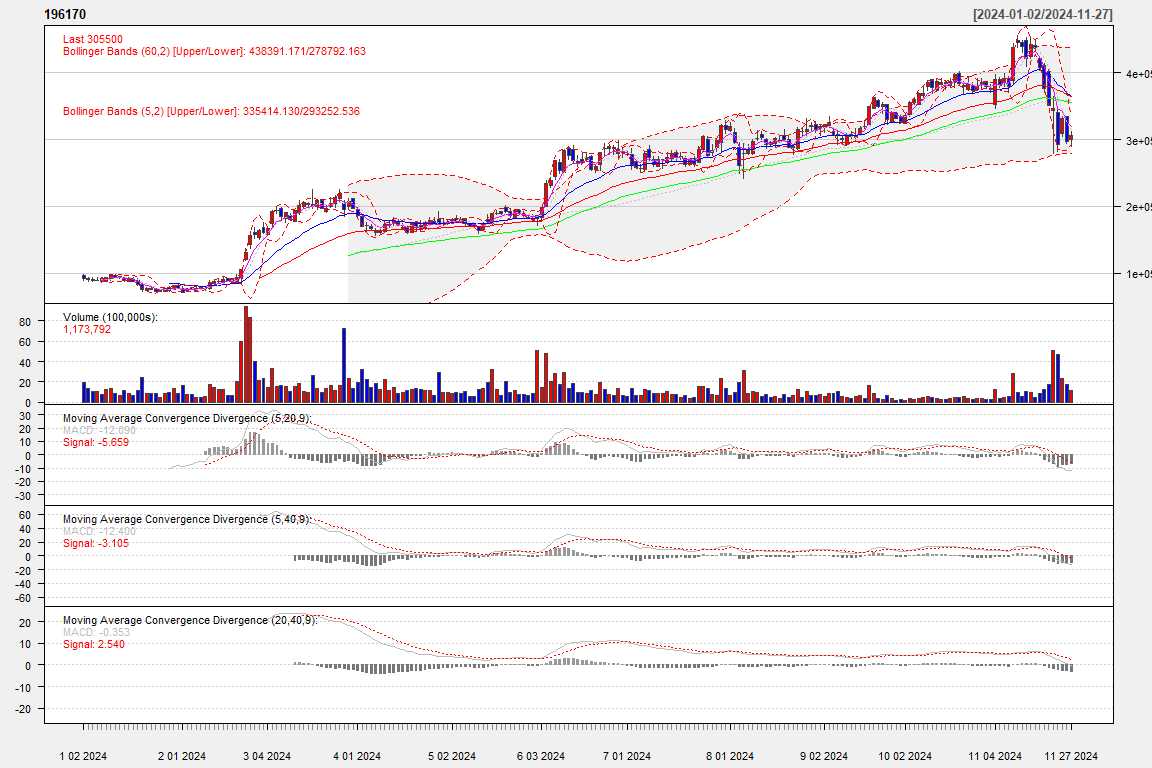 196170 [2024-01-02/2024-11-27]
Last 305500
Bollinger Bands (60,2) [Upper/Lower]: 438391.171/278792.163
Bollinger Bands (5,2) [Upper/Lower]: 335414.130/293252.536
4e+05
3e+05
2e+05
1e+05
Volume (100,000s):
1,173,792
80
60
40
20
0
Moving Average Convergence Divergence (5,20,9):
MACD: -12.090
Signal: -5.659
30
20
10
0
-10
-20
-30
Moving Average Convergence Divergence (5,40,9):
MACD: -12.400
Signal: -3.105
60
40
20
0
-20
-40
-60
Moving Average Convergence Divergence (20,40,9):
MACD: -0.353
Signal: 2.540
20
10
0
-10
-20
1 02 2024 2 01 2024 3 04 2024 4 01 2024 5 02 2024 6 03 2024 7 01 2024 8 01 2024 9 02 2024 10 02 2024 11 04 2024 11 27 2024